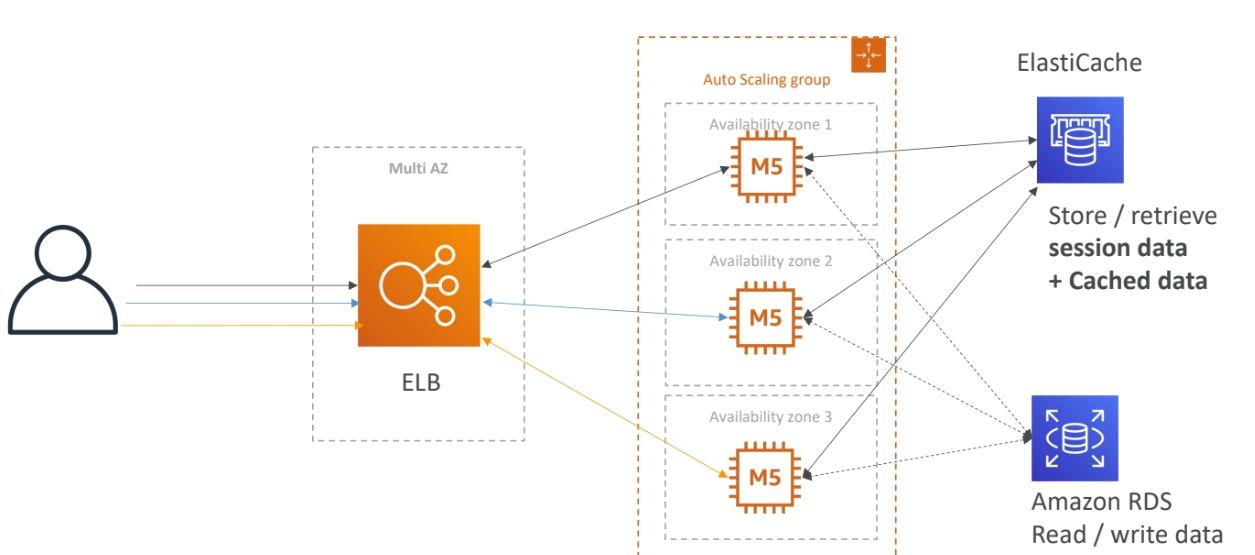 ElastiCache
Auto Scaling group
Availability zone 1
M5
Multi AZ
Store / retrieve
session data
+ Cached data
Availability zone 2
M5
ELB
Availability zone 3
M5
Amazon RDS
Read / write data